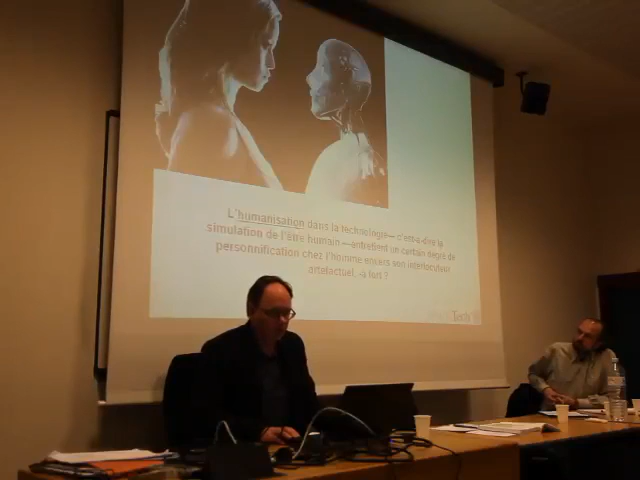 L'humanisation dans la technologie—c'est-à-dire la
simulation de l'être humain—entretient un certain degré de
personnification chez l'homme envers son interlocuteur
artefactuel, à tort ?
Tech